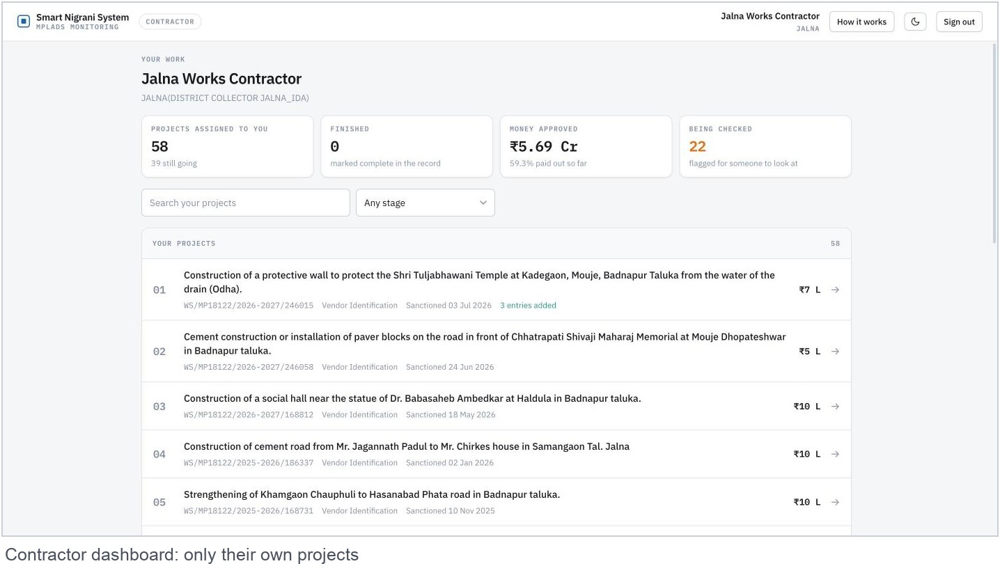 Smart Nigrani System
MPLADS MONITORING
CONTRACTOR
Jalna Works Contractor
JALNA
How it works
Sign out
YOUR WORK
Jalna Works Contractor
JALNA(DISTRICT COLLECTOR JALNA_IDA)
PROJECTS ASSIGNED TO YOU
58
39 still going
FINISHED
0
marked complete in the record
MONEY APPROVED
₹5.69 Cr
59.3% paid out so far
BEING CHECKED
22
flagged for someone to look at
Search your projects
Any stage
YOUR PROJECTS 58
01
Construction of a protective wall to protect the Shri Tuljabhawani Temple at Kadegaon, Mouje, Badnapur Taluka from the water of the
drain (Odha).
₹7 L →
WS/MP18122/2026-2027/246015 Vendor Identification Sanctioned 03 Jul 2026 3 entries added
02
Cement construction or installation of paver blocks on the road in front of Chhatrapati Shivaji Maharaj Memorial at Mouje Dhopateshwar
in Badnapur taluka.
₹5 L →
WS/MP18122/2026-2027/246058 Vendor Identification Sanctioned 24 Jun 2026
03
Construction of a social hall near the statue of Dr. Babasaheb Ambedkar at Haldula in Badnapur taluka.
₹10 L →
WS/MP18122/2026-2027/168812 Vendor Identification Sanctioned 18 May 2026
04
Construction of cement road from Mr. Jagannath Padul to Mr. Chirkes house in Samangaon Tal. Jalna
₹10 L →
WS/MP18122/2025-2026/186337 Vendor Identification Sanctioned 02 Jan 2026
05
Strengthening of Khamgaon Chauphuli to Hasanabad Phata road in Badnapur taluka.
₹10 L →
WS/MP18122/2025-2026/168731 Vendor Identification Sanctioned 10 Nov 2025
Contractor dashboard: only their own projects